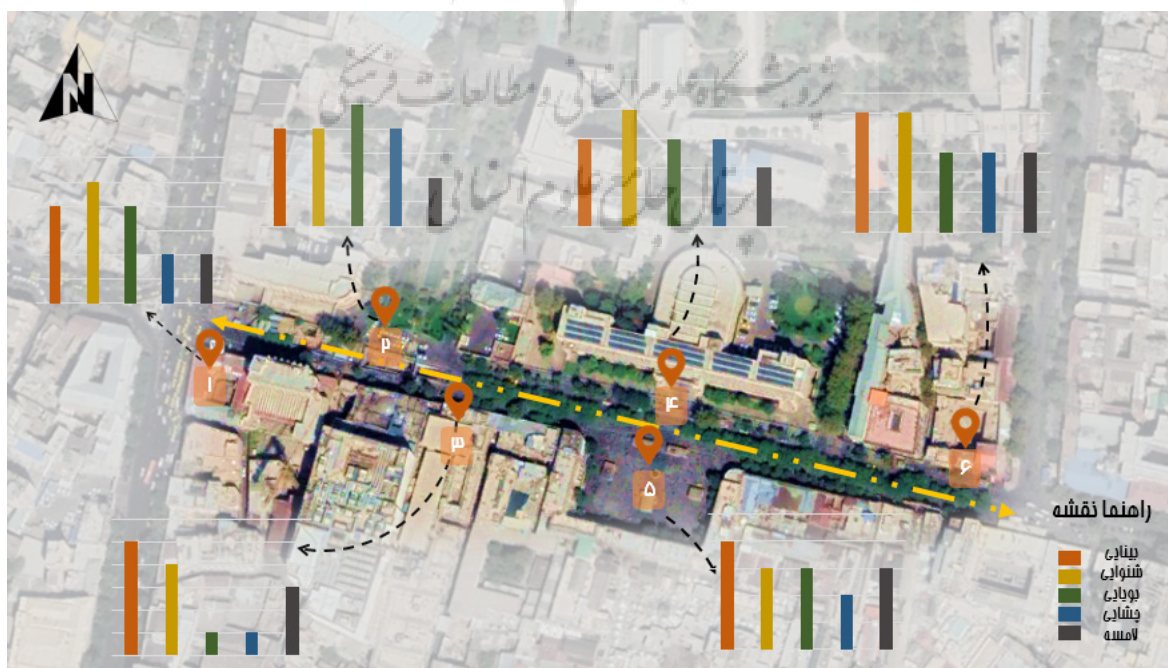 N
پژوهشگاه علوم انسانی و مطالعات فرهنگی
پرتال جامع علوم انسانی
۱
۲
۳
۴
۵
۶
راهنما نقشه
بینایی
شنوایی
بویایی
چشایی
لامسه